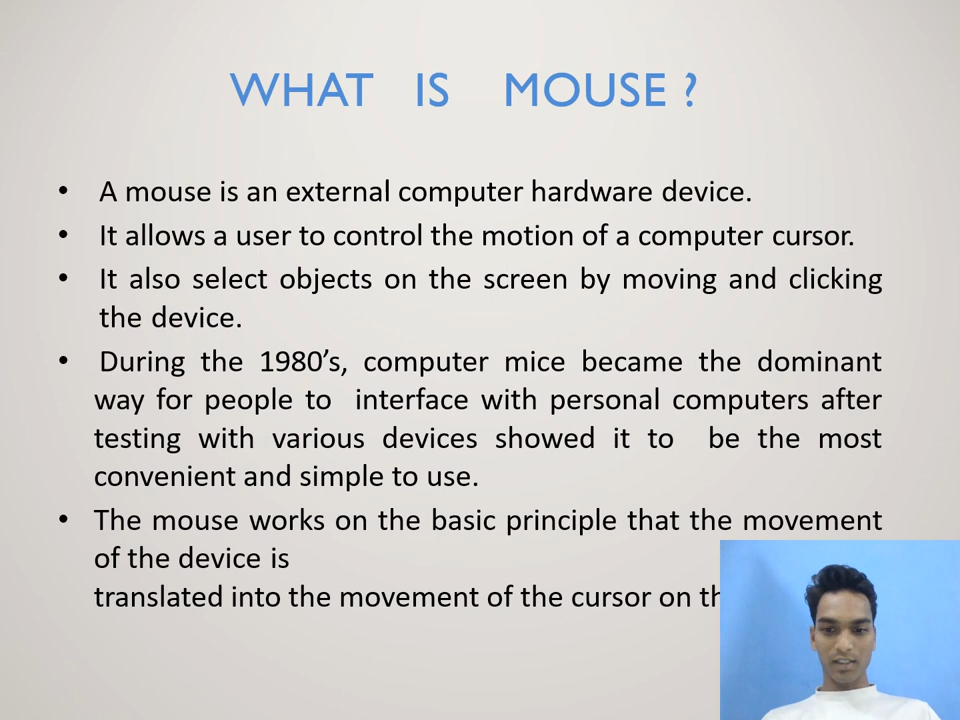 WHAT IS MOUSE ?
• A mouse is an external computer hardware device.
• It allows a user to control the motion of a computer cursor.
• It also select objects on the screen by moving and clicking
the device.
• During the 1980’s, computer mice became the dominant
way for people to interface with personal computers after
testing with various devices showed it to be the most
convenient and simple to use.
• The mouse works on the basic principle that the movement
of the device is
translated into the movement of the cursor on